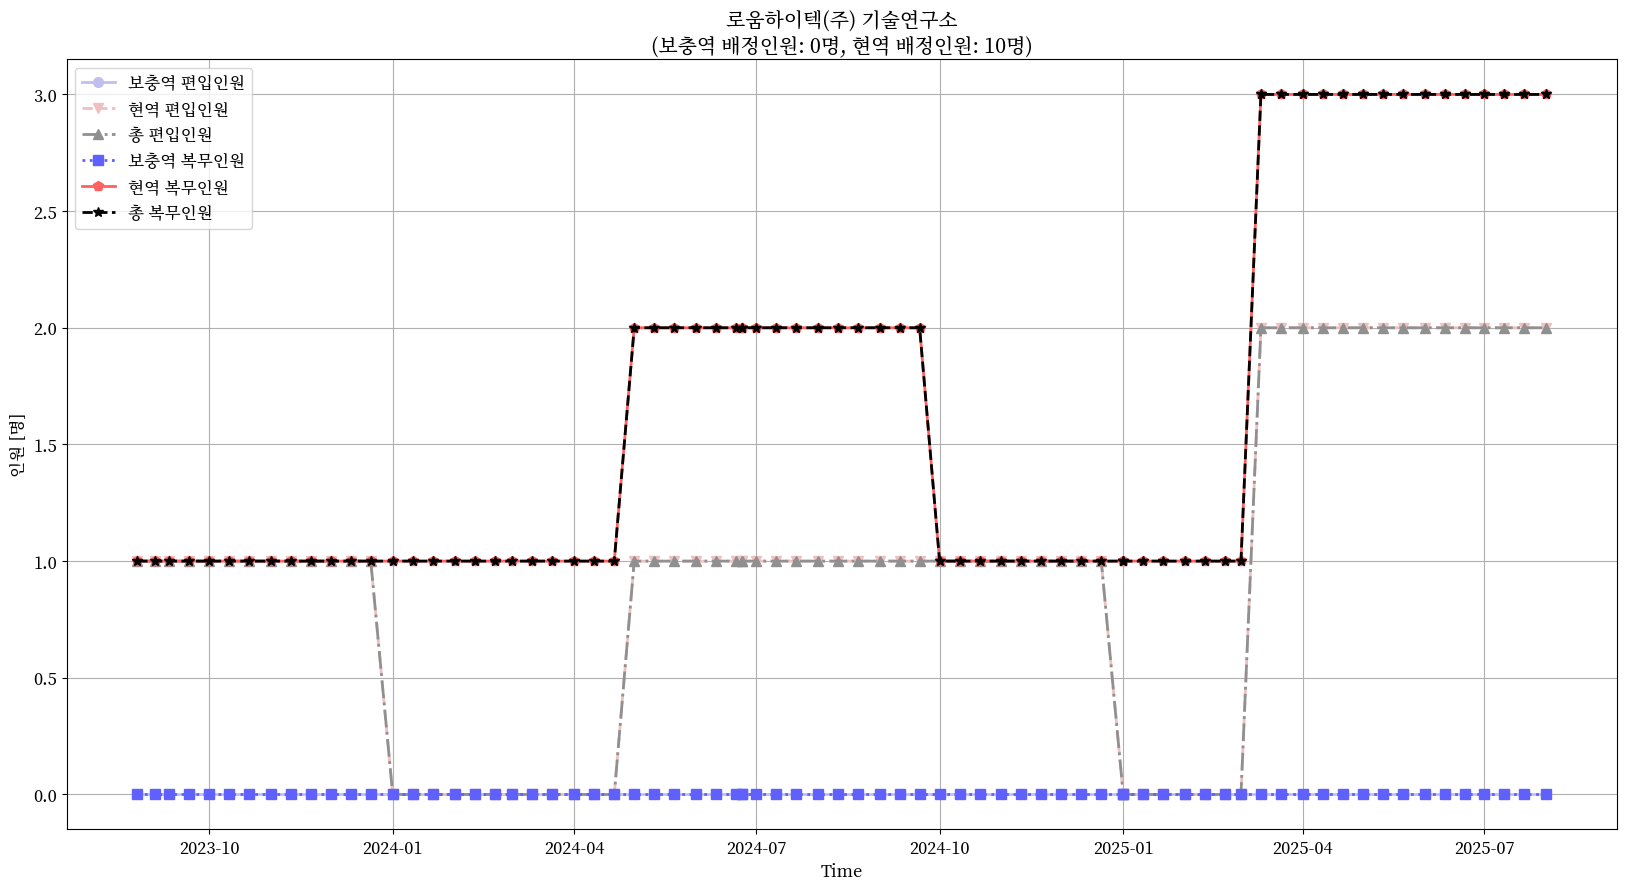 로움하이텍(주) 기술연구소
(보충역 배정인원: 0명, 현역 배정인원: 10명)
보충역 편입인원
현역 편입인원
총 편입인원
보충역 복무인원
현역 복무인원
총 복무인원
3.0
2.5
2.0
1.5
1.0
0.5
0.0
인원 [명]
2023-10 2024-01 2024-04 2024-07 2024-10 2025-01 2025-04 2025-07
Time